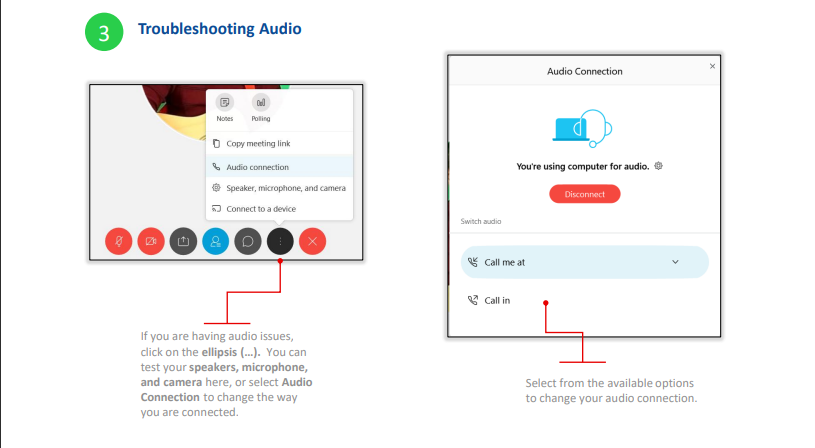 3
Troubleshooting Audio
Notes
Polling
Copy meeting link
Audio connection
Speaker, microphone, and camera
Connect to a device
If you are having audio issues,
click on the ellipsis (...). You can
test your speakers, microphone,
and camera here, or select Audio
Connection to change the way
you are connected.
Audio Connection
You're using computer for audio.
Disconnect
Switch audio
Call me at
Call in
Select from the available options
to change your audio connection.